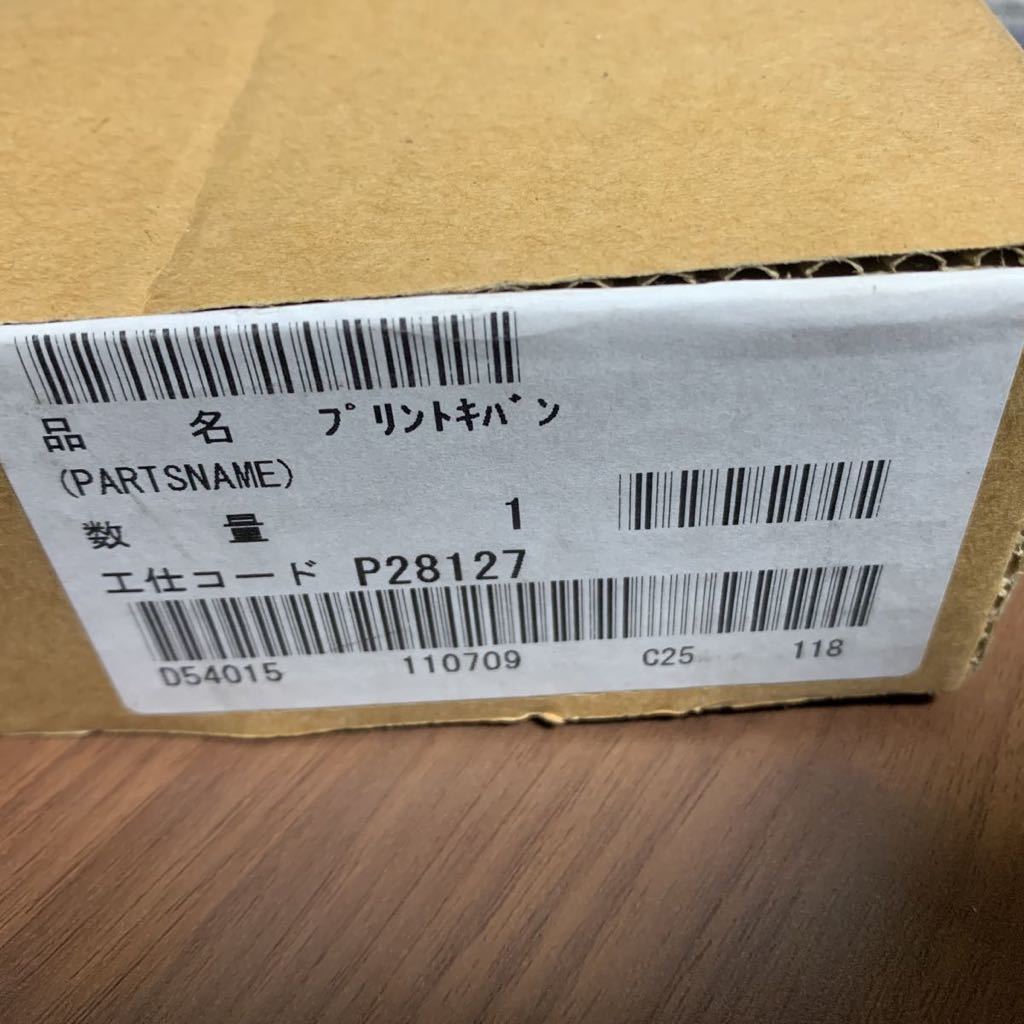 品 名 ﾌﾟﾘﾝﾄｷﾊﾞﾝ
(PARTSNAME)
数 量 1
工仕コード P28127
D54015 110709 C25 118